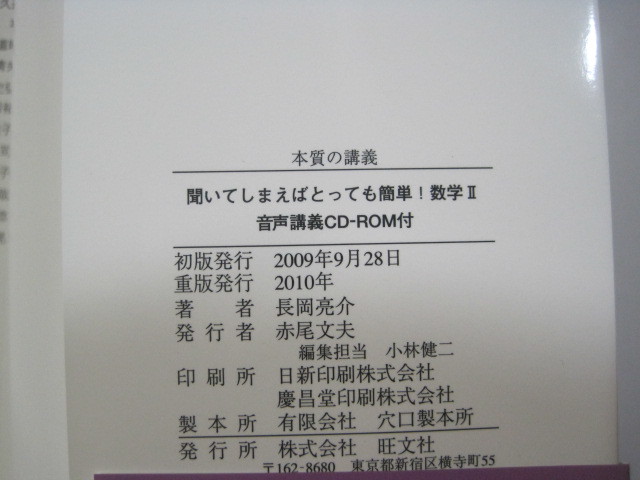 本質の講義
聞いてしまえばとっても簡単！数学Ⅱ
音声講義CD-ROM付
初版発行 2009年9月28日
重版発行 2010年
著者 長岡亮介
発行者 赤尾文夫
編集担当 小林健二
印刷所 日新印刷株式会社
慶昌堂印刷株式会社
製本所 有限会社 穴口製本所
発行所 株式会社 旺文社
〒162-8680 東京都新宿区横寺町55